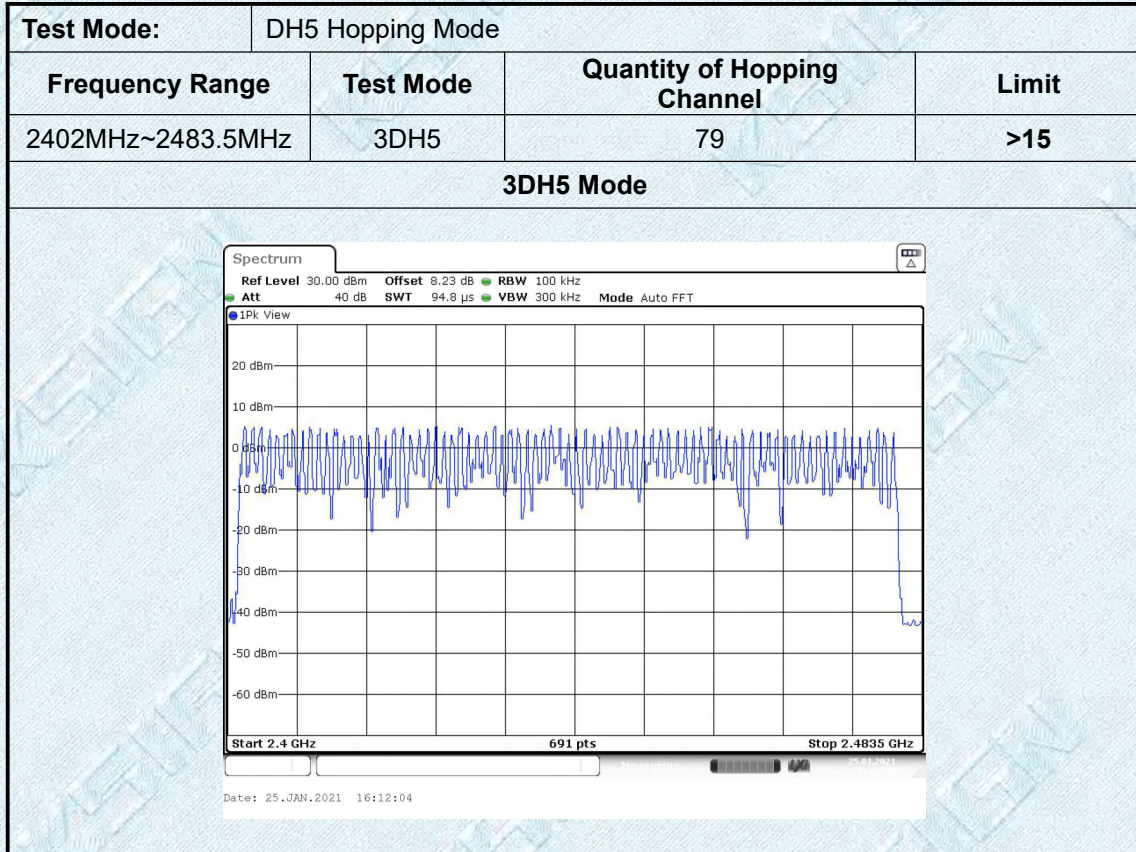 Test Mode: DH5 Hopping Mode
Frequency Range Test Mode Quantity of Hopping Channel Limit
2402MHz~2483.5MHz 3DH5 79 >15
3DH5 Mode
Spectrum
Ref Level 30.00 dBm Offset 8.23 dB RBW 100 kHz
Att 40 dB SWT 94.8 µs VBW 300 kHz Mode Auto FFT
1Pk View
20 dBm
10 dBm
0 dBm
-10 dBm
-20 dBm
-30 dBm
-40 dBm
-50 dBm
-60 dBm
Start 2.4 GHz 691 pts Stop 2.4835 GHz
Measuring... 25.01.2021
Date: 25.JAN.2021 16:12:04